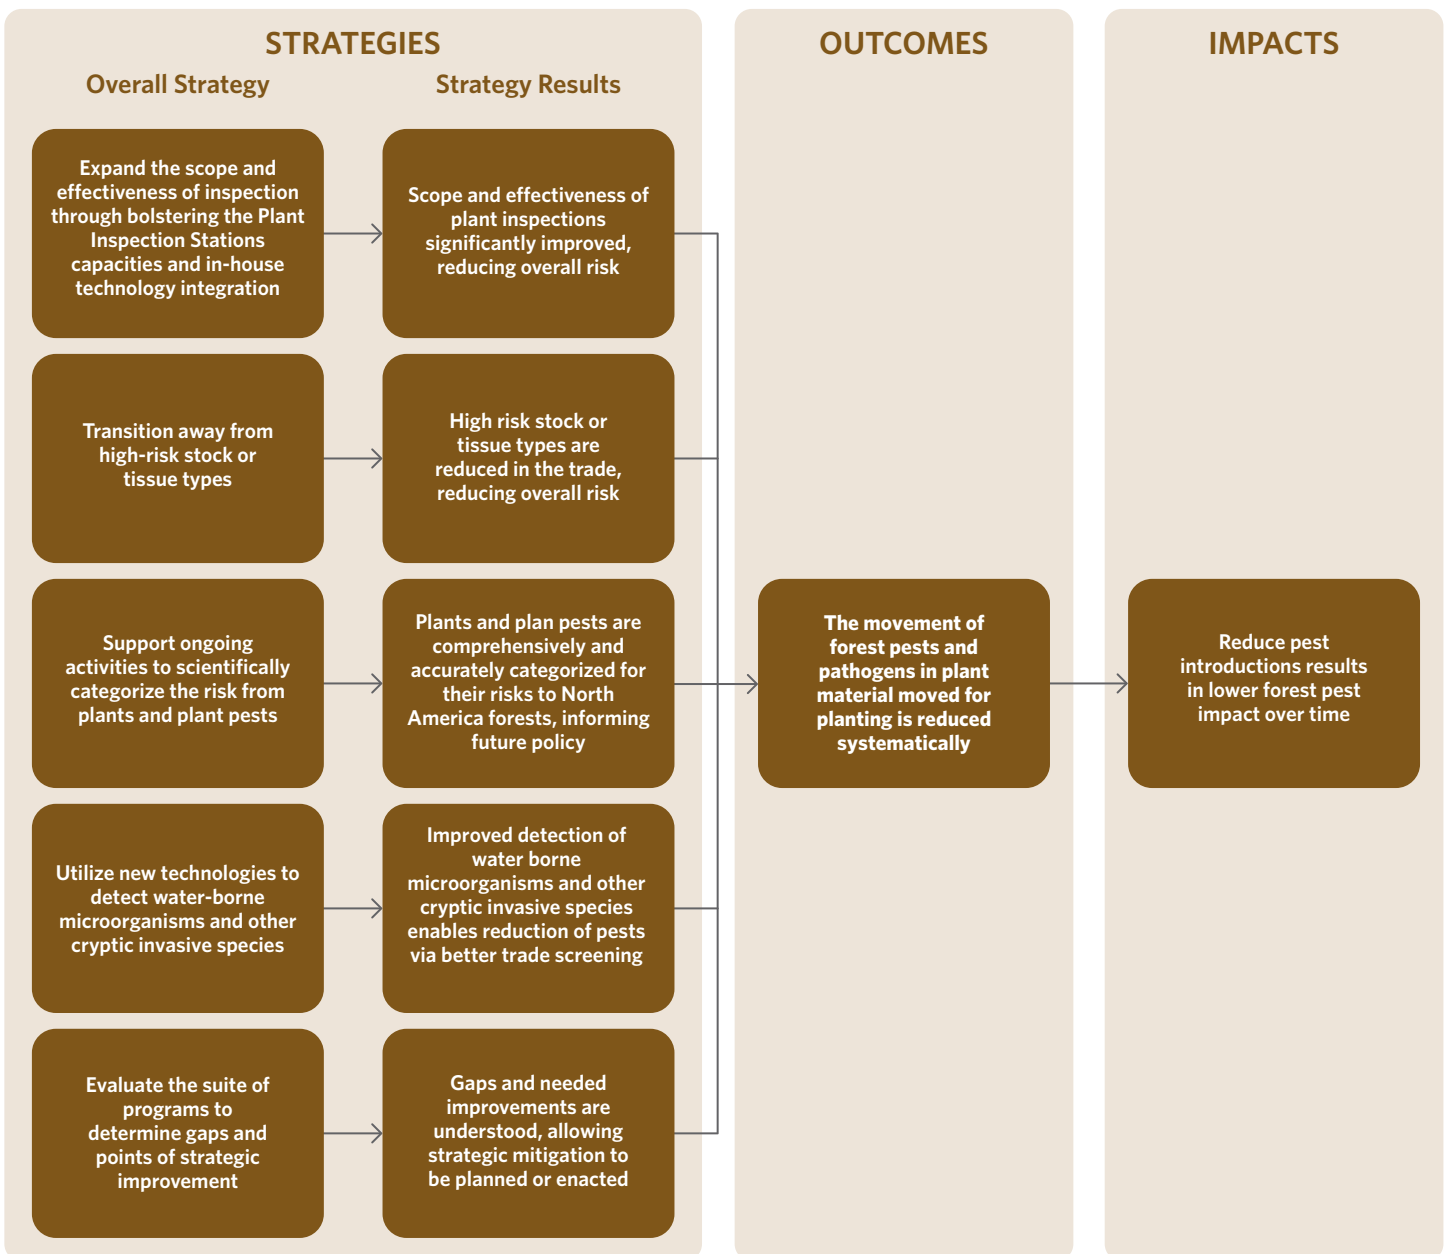 STRATEGIES
Overall Strategy
Strategy Results
Expand the scope and
effectiveness of inspection
through bolstering the Plant
Inspection Stations
capacities and in-house
technology integration
Scope and effectiveness of
plant inspections
significantly improved,
reducing overall risk
Transition away from
high-risk stock or
tissue types
High risk stock or
tissue types are
reduced in the trade,
reducing overall risk
Support ongoing
activities to scientifically
categorize the risk from
plants and plant pests
Plants and plan pests are
comprehensively and
accurately categorized for
their risks to North
America forests, informing
future policy
Utilize new technologies to
detect water-borne
microorganisms and other
cryptic invasive species
Improved detection of
water borne
microorganisms and other
cryptic invasive species
enables reduction of pests
via better trade screening
Evaluate the suite of
programs to
determine gaps and
points of strategic
improvement
Gaps and needed
improvements are
understood, allowing
strategic mitigation to
be planned or enacted
OUTCOMES
The movement of
forest pests and
pathogens in plant
material moved for
planting is reduced
systematically
IMPACTS
Reduce pest
introductions results
in lower forest pest
impact over time